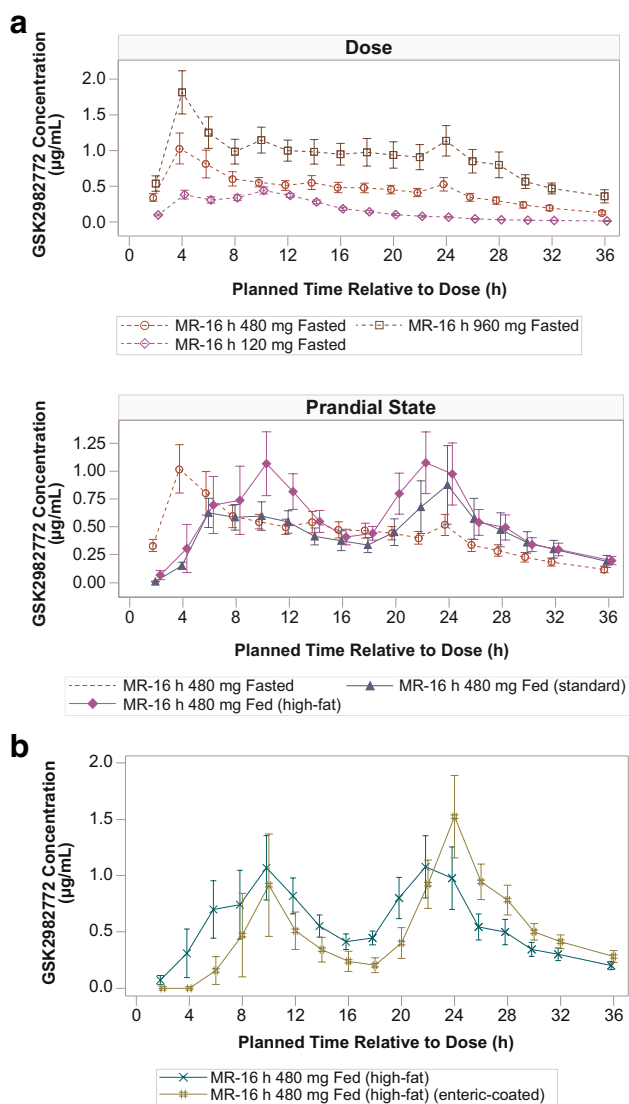 a
Dose
GSK2982772 Concentration
(µg/mL)
2.0
1.5
1.0
0.5
0.0
0 4 8 12 16 20 24 28 32 36
Planned Time Relative to Dose (h)
MR-16 h 480 mg Fasted MR-16 h 960 mg Fasted
MR-16 h 120 mg Fasted
Prandial State
GSK2982772 Concentration
(µg/mL)
1.25
1.00
0.75
0.50
0.25
0.00
0 4 8 12 16 20 24 28 32 36
Planned Time Relative to Dose (h)
MR-16 h 480 mg Fasted MR-16 h 480 mg Fed (standard)
MR-16 h 480 mg Fed (high-fat)
b
GSK2982772 Concentration
(µg/mL)
2.0
1.5
1.0
0.5
0.0
0 4 8 12 16 20 24 28 32 36
Planned Time Relative to Dose (h)
MR-16 h 480 mg Fed (high-fat)
MR-16 h 480 mg Fed (high-fat) (enteric-coated)